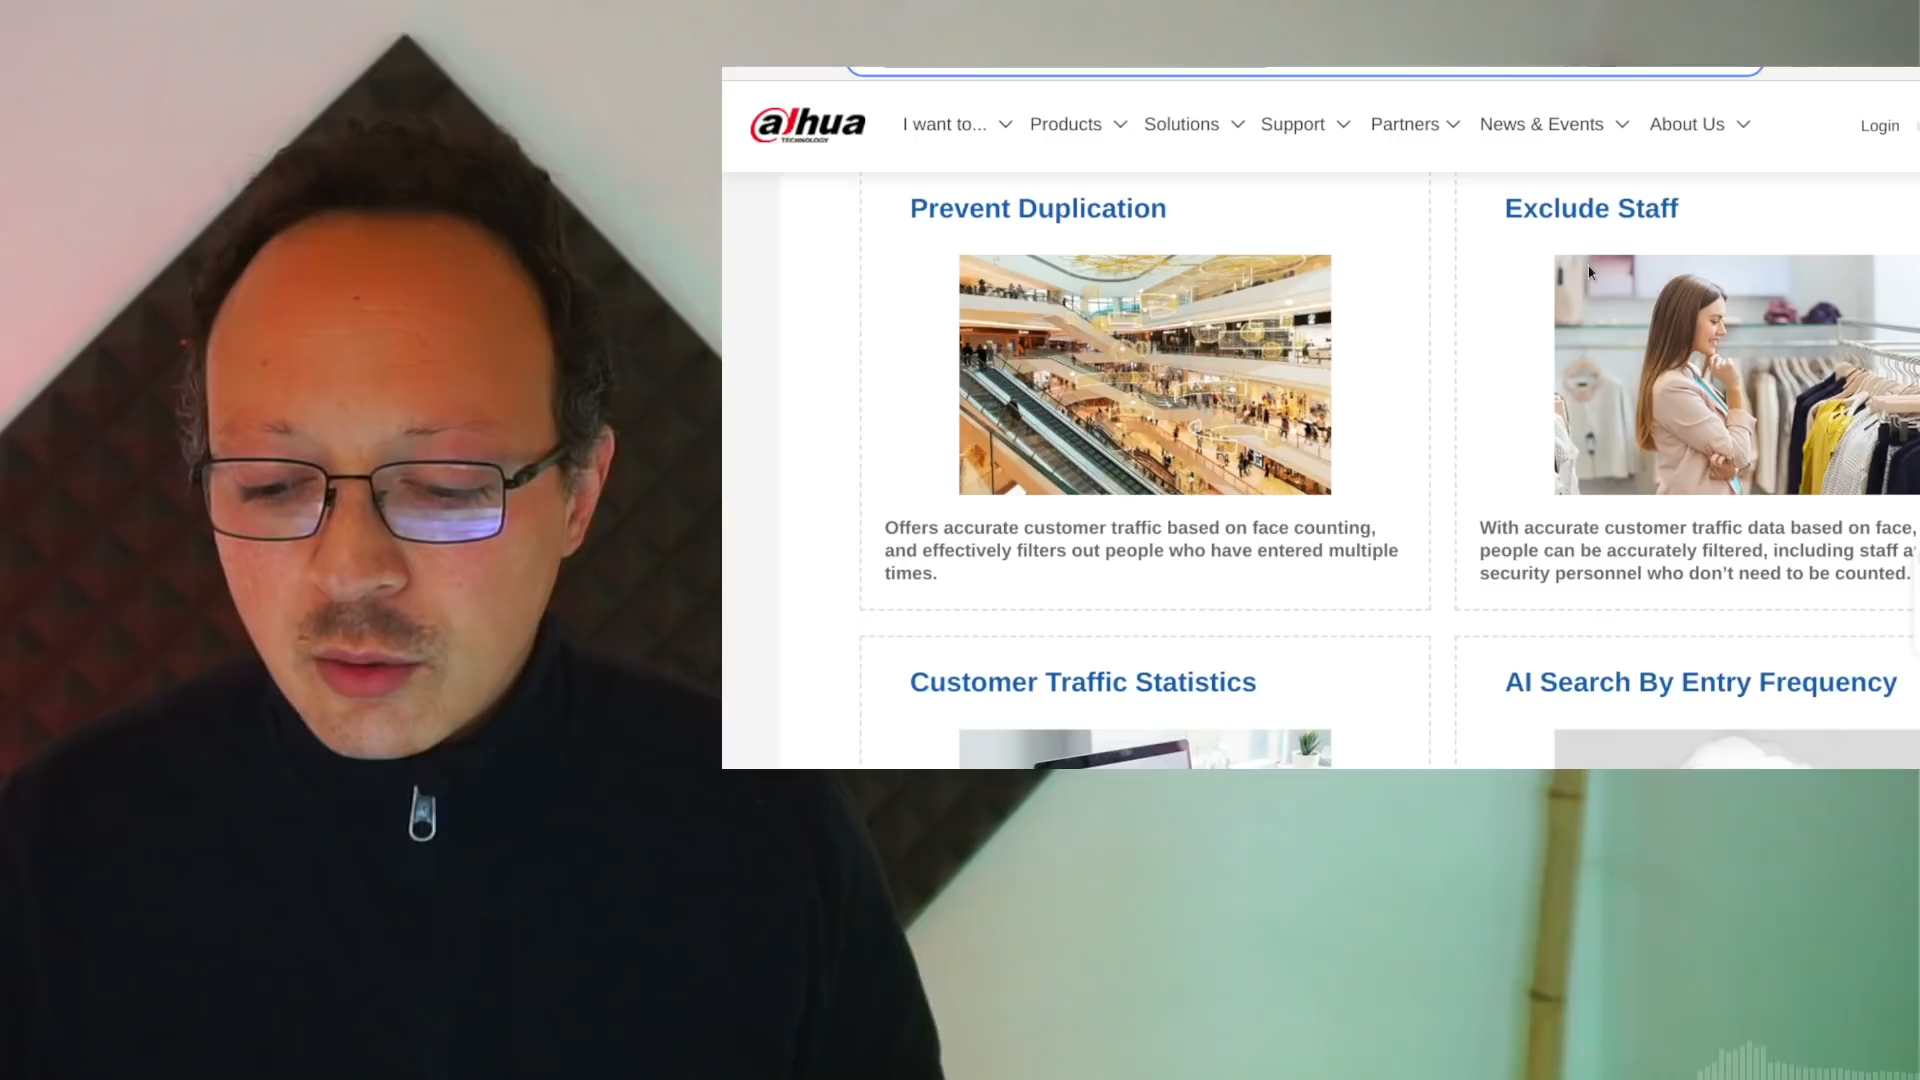 alhua
TECHNOLOGY
I want to... Products Solutions Support Partners News & Events About Us Login
Prevent Duplication
Offers accurate customer traffic based on face counting,
and effectively filters out people who have entered multiple
times.
Exclude Staff
With accurate customer traffic data based on face,
people can be accurately filtered, including staff a
security personnel who don't need to be counted.
Customer Traffic Statistics
AI Search By Entry Frequency